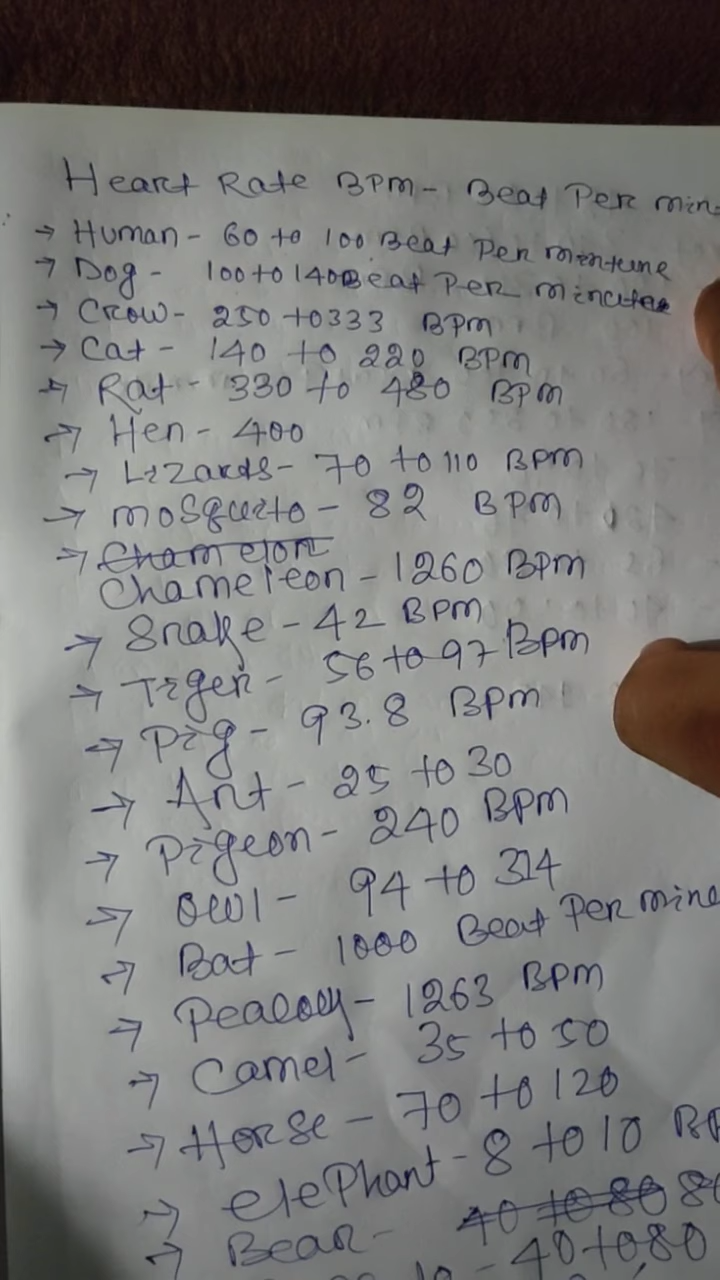 Heart Rate BPM- Beat Per min
→ Human - 60 to 100 Beat Per mintune
→ Dog - 100 to 140 Beat Per minutes
→ Crow - 250 to 333 BPM
→ Cat - 140 to 220 BPM
→ Rat - 330 to 480 BPM
→ Hen - 400
→ Lizards - 70 to 110 BPM
→ mosquito - 82 BPM
→ Chameleon
Chameleon - 1260 BPM
→ Snake - 42 BPM
→ Tiger - 56 to 97 BPM
→ Pig - 93.8 BPM
→ Ant - 25 to 30
→ Pigeon - 240 BPM
→ owl - 94 to 314
→ Bat - 1000 Beat Per mine
→ Peacocy - 1263 BPM
→ Camel - 35 to 50
→ Horse - 70 to 120
→ elePhant - 8 to 10 BP
→ Bear - 40 to 80 8
- 40 to 80